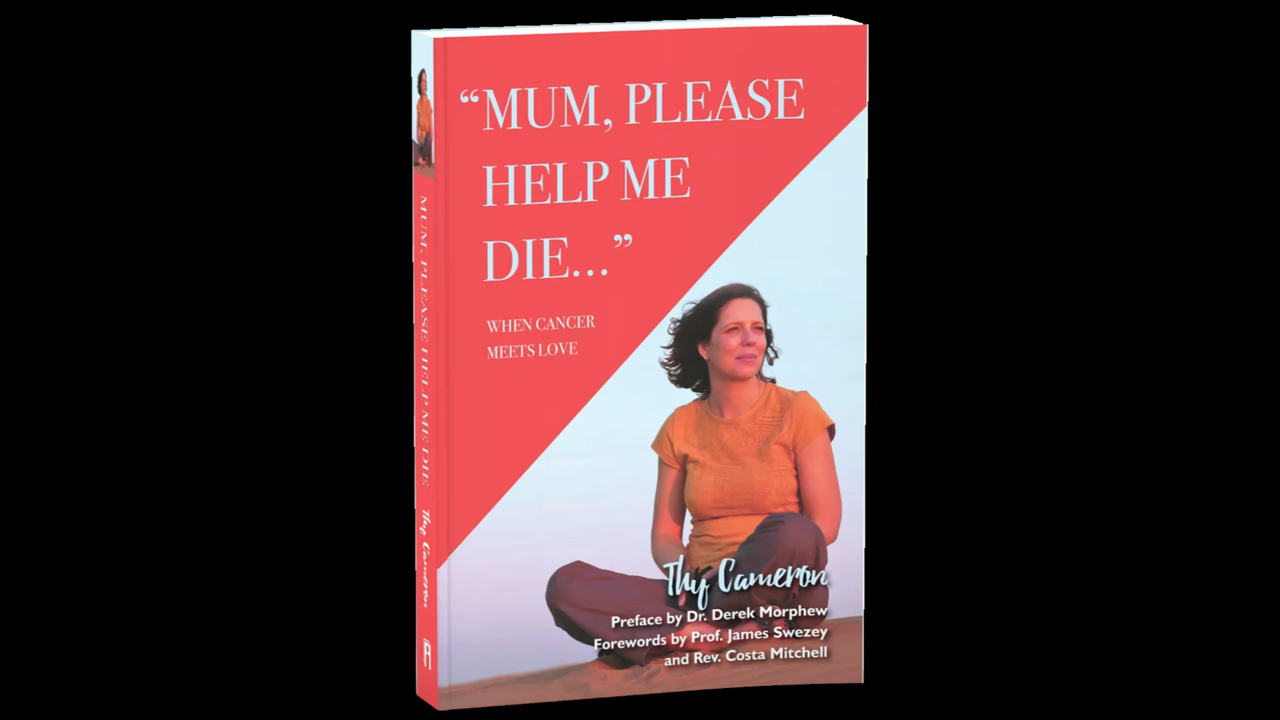 “MUM, PLEASE
HELP ME
DIE...”
WHEN CANCER
MEETS LOVE
Thy Cameron
Preface by Dr. Derek Morphew
Forewords by Prof. James Swezey
and Rev. Costa Mitchell
MUM, PLEASE HELP ME DIE
Thy Cameron